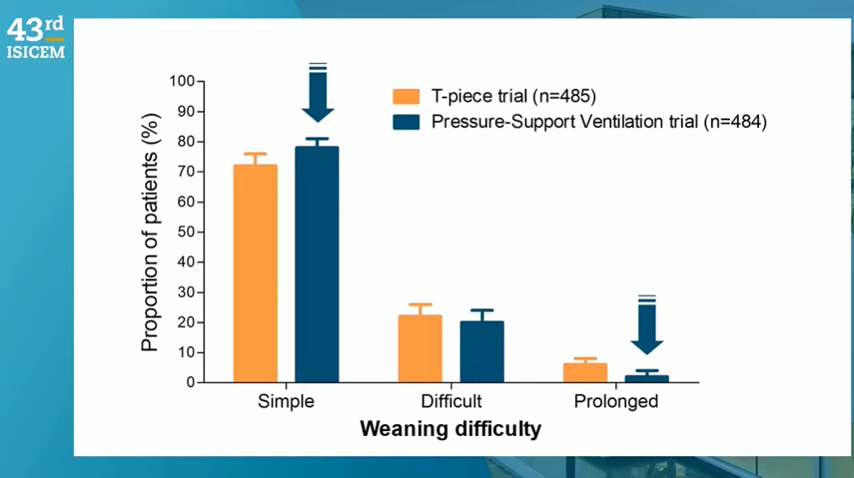 43rd
ISICEM
T-piece trial (n=485)
Pressure-Support Ventilation trial (n=484)
Proportion of patients (%)
100
90
80
70
60
50
40
30
20
10
0
Simple Difficult Prolonged
Weaning difficulty